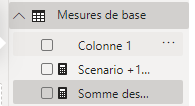 Mesures de base
Colonne 1
Scenario +1...
Somme des...